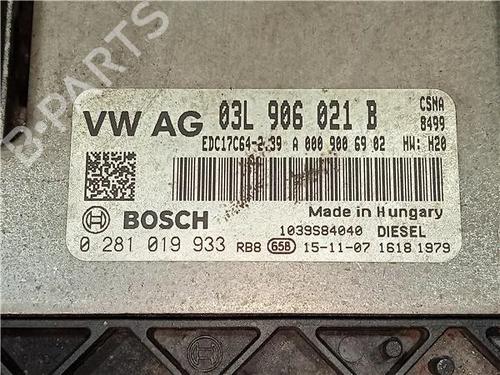 B-PARTS
VW AG 03L 906 021 B CSNA
8499
EDC17C64-2.39 A 000 900 69 02 HW: H20
Made in Hungary
BOSCH 1039S84040 DIESEL
0 281 019 933 RB8 658 15-11-07 1618 1979